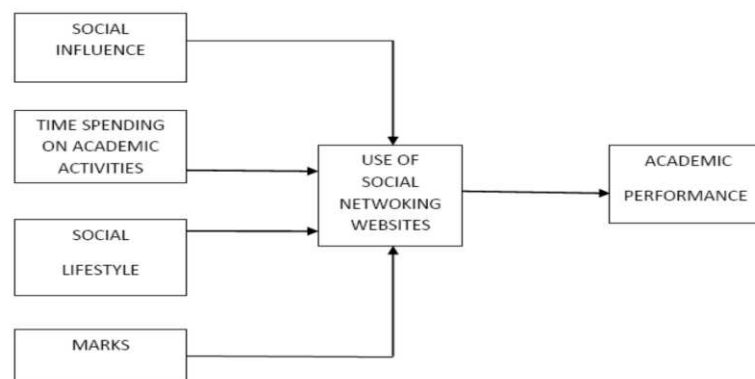 SOCIAL
INFLUENCE
TIME SPENDING
ON ACADEMIC
ACTIVITIES
SOCIAL
LIFESTYLE
MARKS
USE OF
SOCIAL
NETWOKING
WEBSITES
ACADEMIC
PERFORMANCE